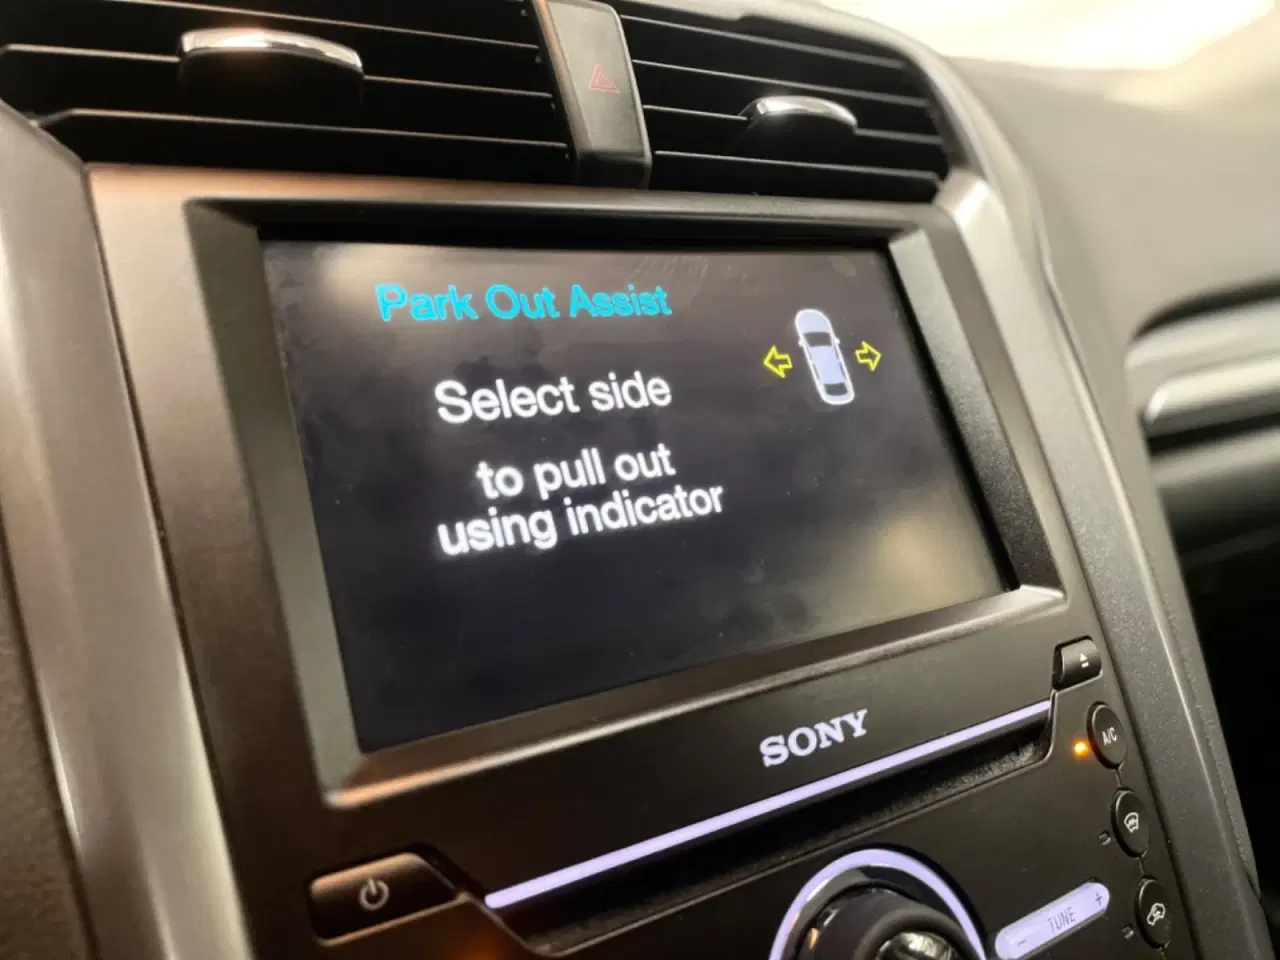 Park Out Assist
Select side
to pull out
using indicator
SONY
A/C
- TUNE +